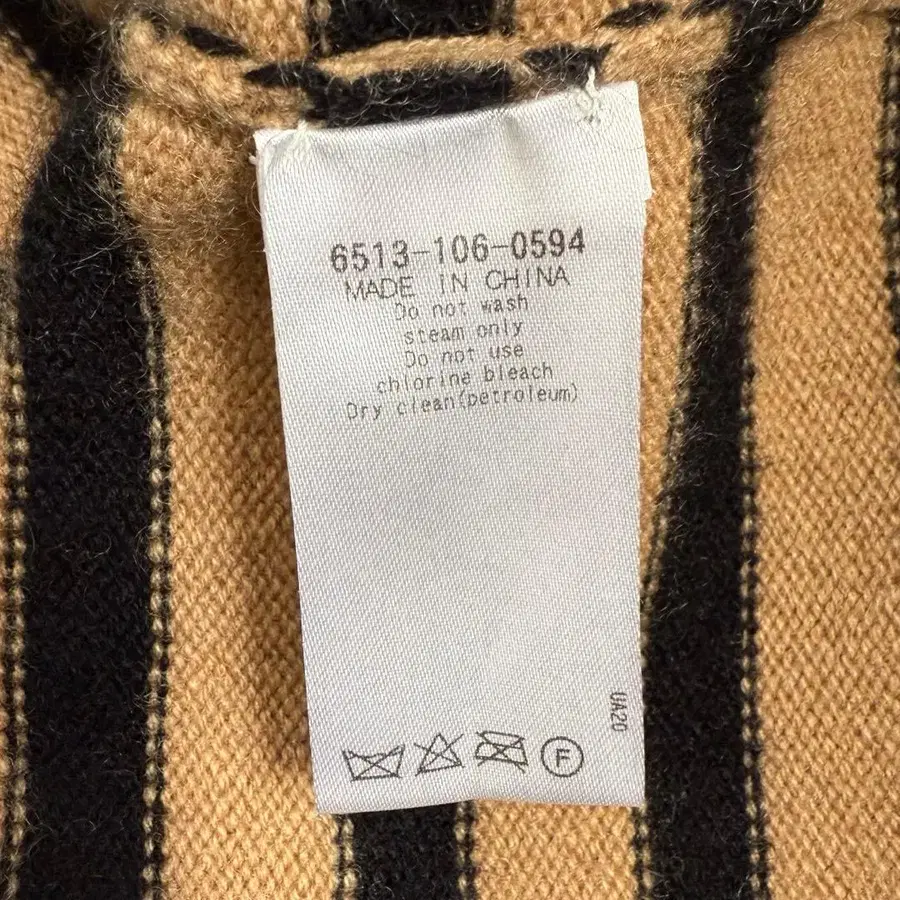 6513-106-0594
MADE IN CHINA
Do not wash
steam only
Do not use
chlorine bleach
Dry clean(petroleum)
UA20
F